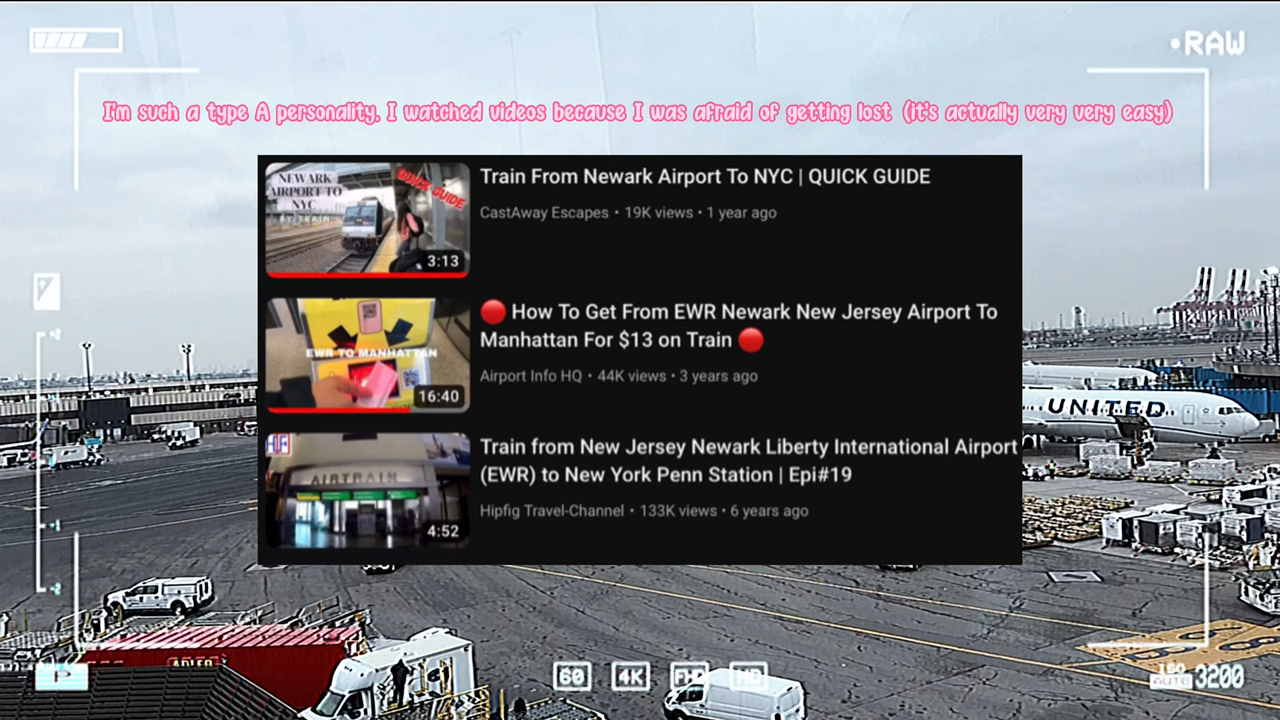 RAW
I'm such a type A personality, I watched videos because I was afraid of getting lost (it's actually very very easy)
NEWARK
AIRPORT TO
NYC
QUICK GUIDE
3:13
Train From Newark Airport To NYC | QUICK GUIDE
CastAway Escapes • 19K views • 1 year ago
EWR TO MANHATTAN
16:40
🔴 How To Get From EWR Newark New Jersey Airport To
Manhattan For $13 on Train 🔴
Airport Info HQ • 44K views • 3 years ago
AIRTRAIN
4:52
Train from New Jersey Newark Liberty International Airport
(EWR) to New York Penn Station | Epi#19
Hipfig Travel-Channel • 133K views • 6 years ago
UNITED
ADLER
P
60 4K FHD HD
ISO
AUTO 3200